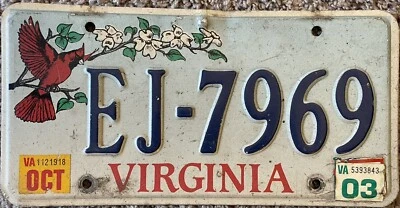 EJ-7969
VA 1121918
OCT
VIRGINIA
VA 5393843
03